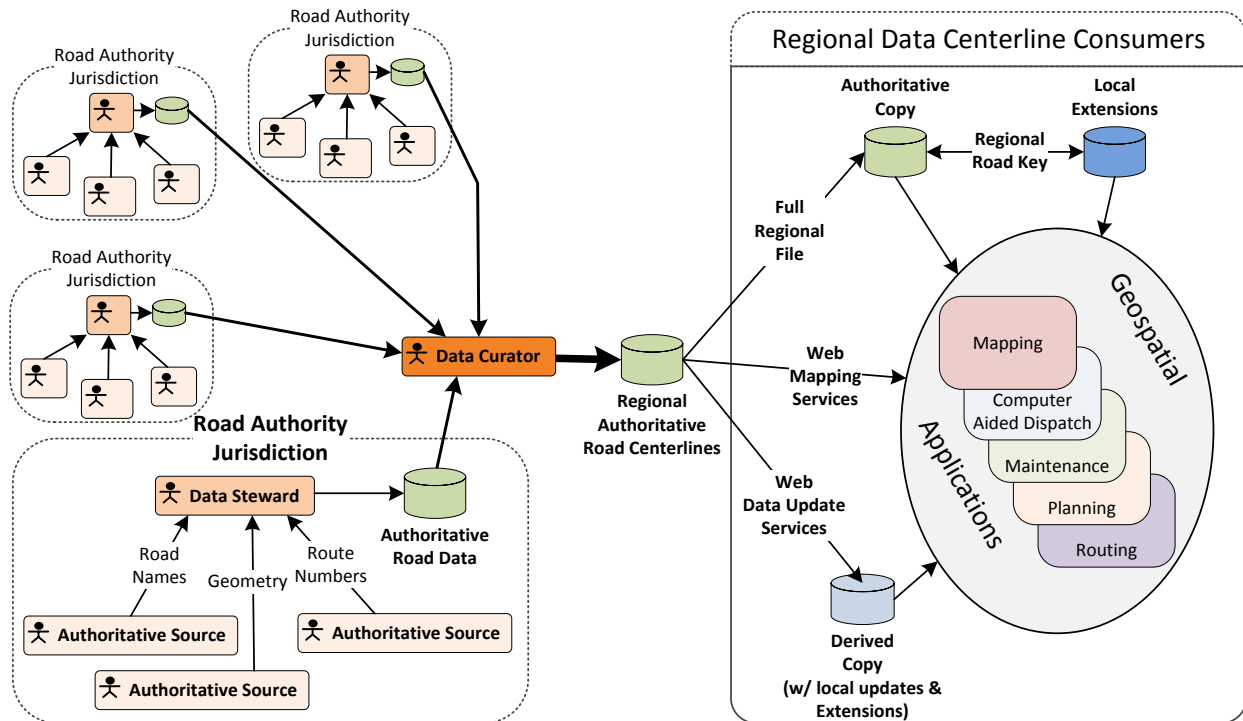 Road Authority
Jurisdiction
Road Authority
Jurisdiction
Road Authority
Jurisdiction
Data Curator
Road Authority
Jurisdiction
Data Steward
Authoritative
Road Data
Road
Names
Geometry
Route
Numbers
Authoritative Source
Authoritative Source
Authoritative Source
Regional
Authoritative
Road Centerlines
Regional Data Centerline Consumers
Authoritative
Copy
Local
Extensions
Regional
Road Key
Full
Regional
File
Web
Mapping
Services
Web
Data Update
Services
Derived
Copy
(w/ local updates &
Extensions)
Geospatial
Applications
Mapping
Computer
Aided Dispatch
Maintenance
Planning
Routing